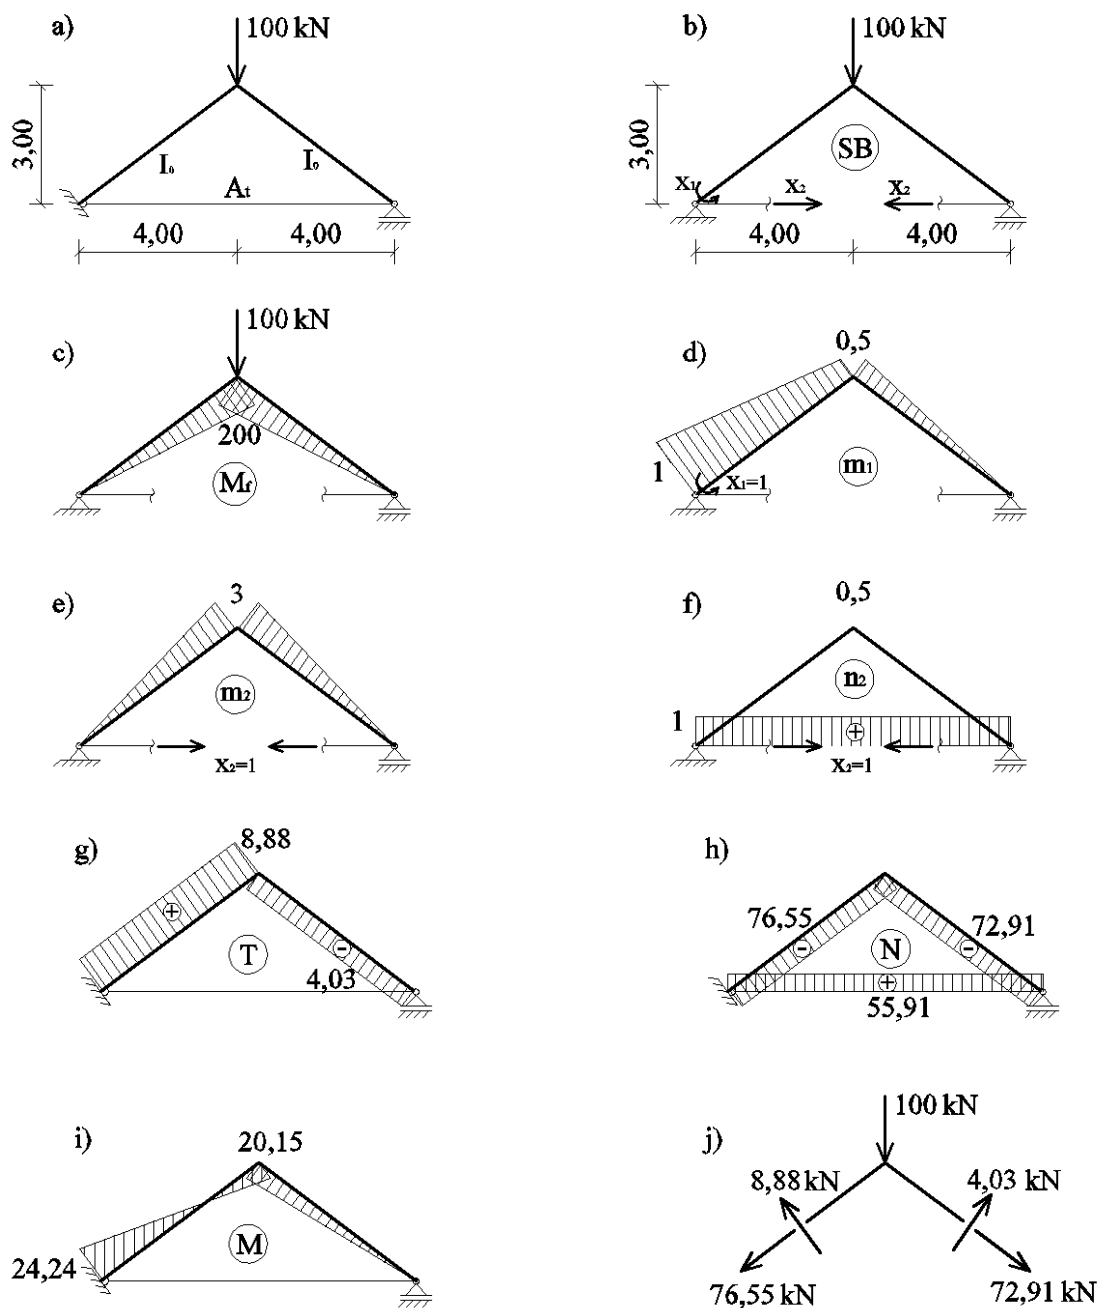 a)
100 kN
3,00
I₀
I₀
Aₜ
4,00
4,00
b)
100 kN
3,00
SB
X₁
X₂
X₂
4,00
4,00
c)
100 kN
200
M_f
d)
0,5
1
m₁
X₁=1
e)
3
m₂
X₂=1
f)
0,5
n₂
1
+
X₂=1
g)
8,88
+
T
-
4,03
h)
76,55
72,91
-
N
-
+
55,91
i)
20,15
M
24,24
j)
100 kN
8,88 kN
4,03 kN
76,55 kN
72,91 kN